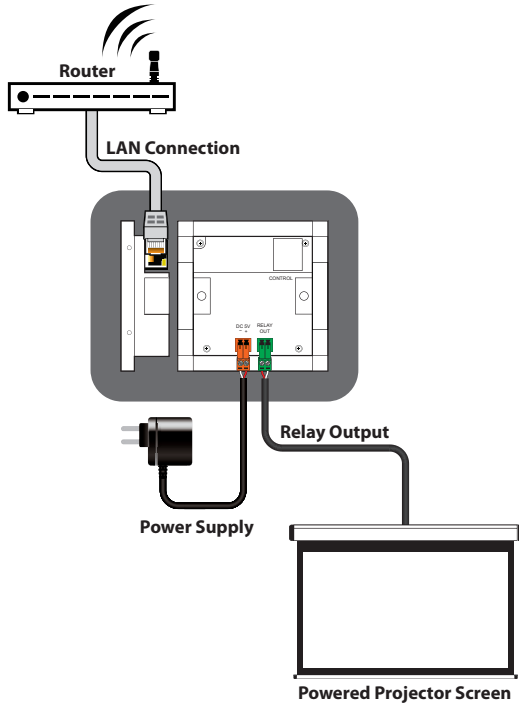 Router
LAN Connection
CONTROL
DC 5V
− +
RELAY
OUT
Relay Output
Power Supply
Powered Projector Screen